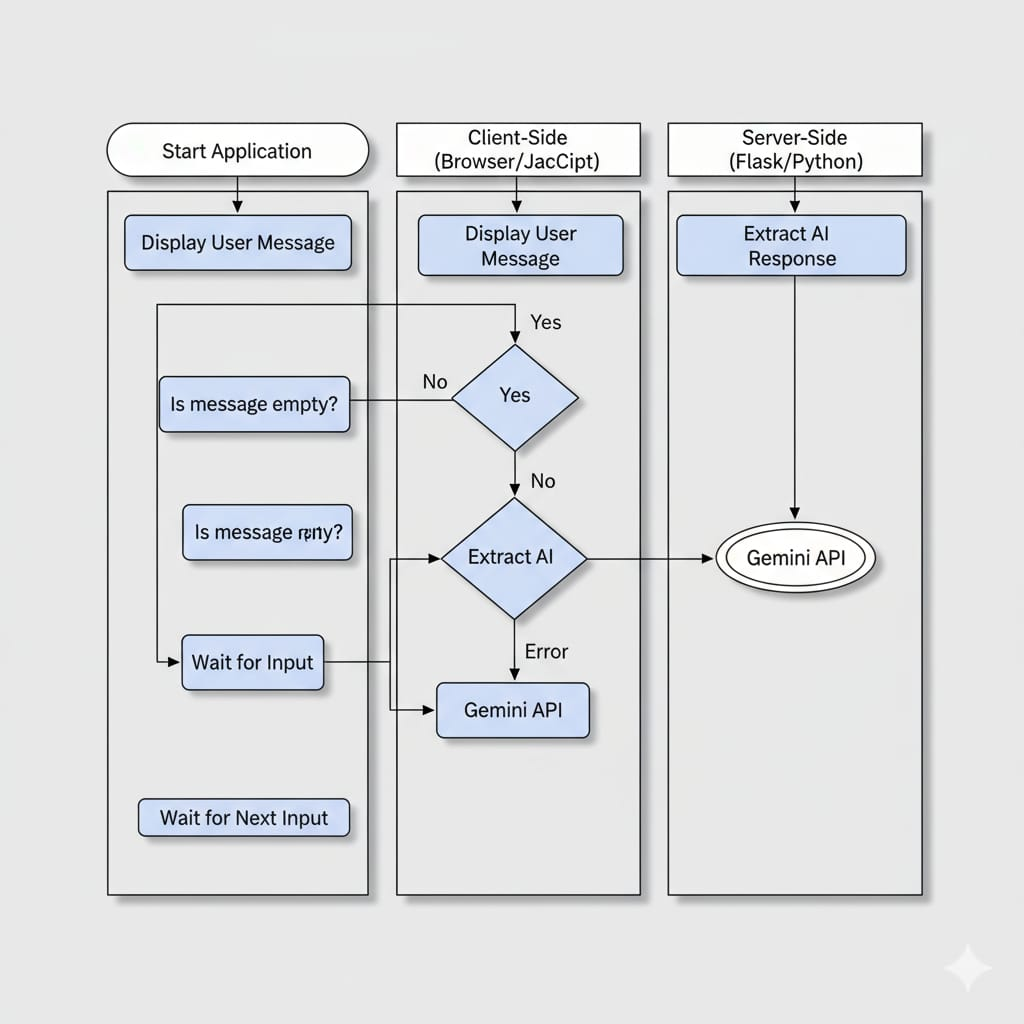 Start Application
Client-Side
(Browser/JacCipt)
Server-Side
(Flask/Python)
Display User Message
Display User
Message
Extract AI
Response
Yes
No
Yes
Is message empty?
No
Is message
Extract AI
Gemini API
Error
Wait for Input
Gemini API
Wait for Next Input